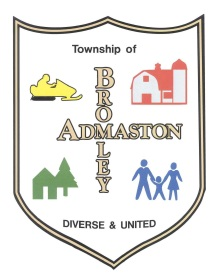 Township of
BROMLEY
ADMASTON
DIVERSE & UNITED